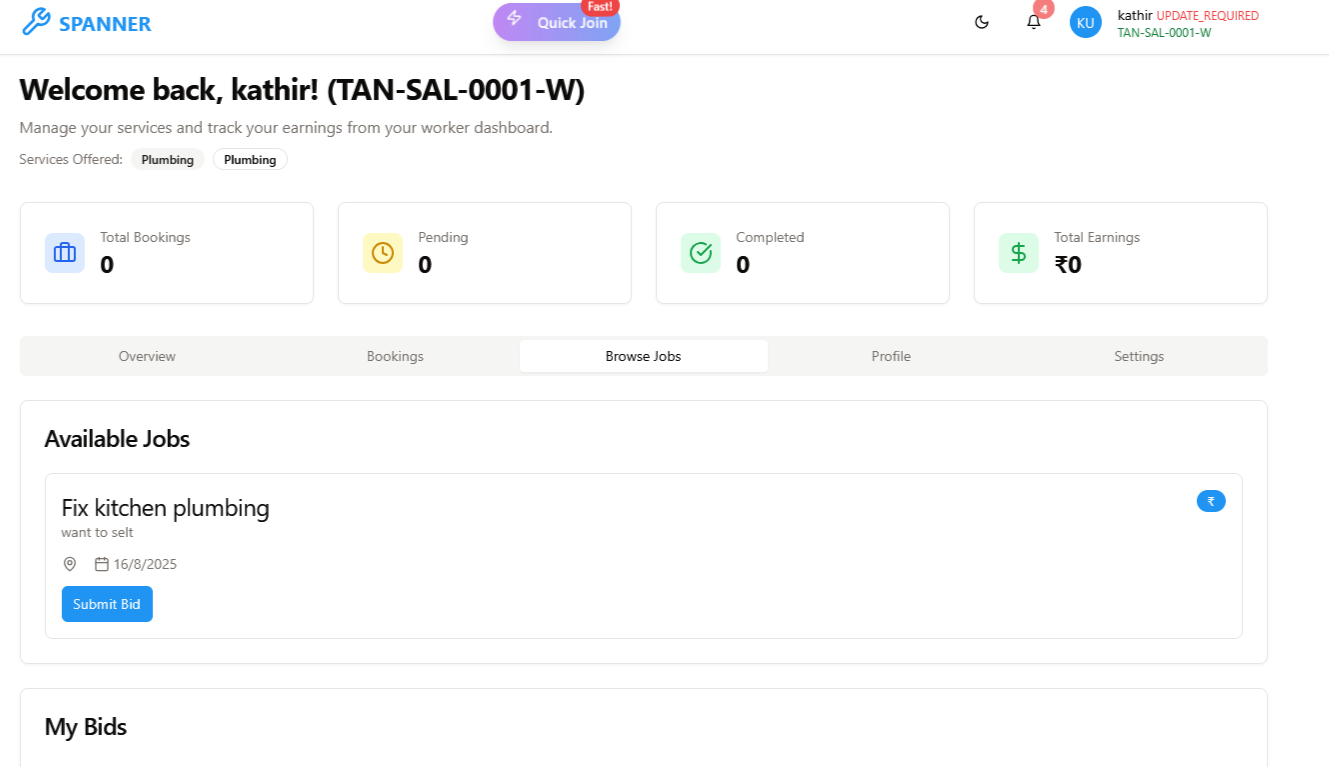 SPANNER
Quick Join
Fast!
4
KU
kathir UPDATE_REQUIRED
TAN-SAL-0001-W
Welcome back, kathir! (TAN-SAL-0001-W)
Manage your services and track your earnings from your worker dashboard.
Services Offered: Plumbing Plumbing
Total Bookings
0
Pending
0
Completed
0
Total Earnings
₹0
Overview Bookings Browse Jobs Profile Settings
Available Jobs
Fix kitchen plumbing
₹
want to selt
16/8/2025
Submit Bid
My Bids